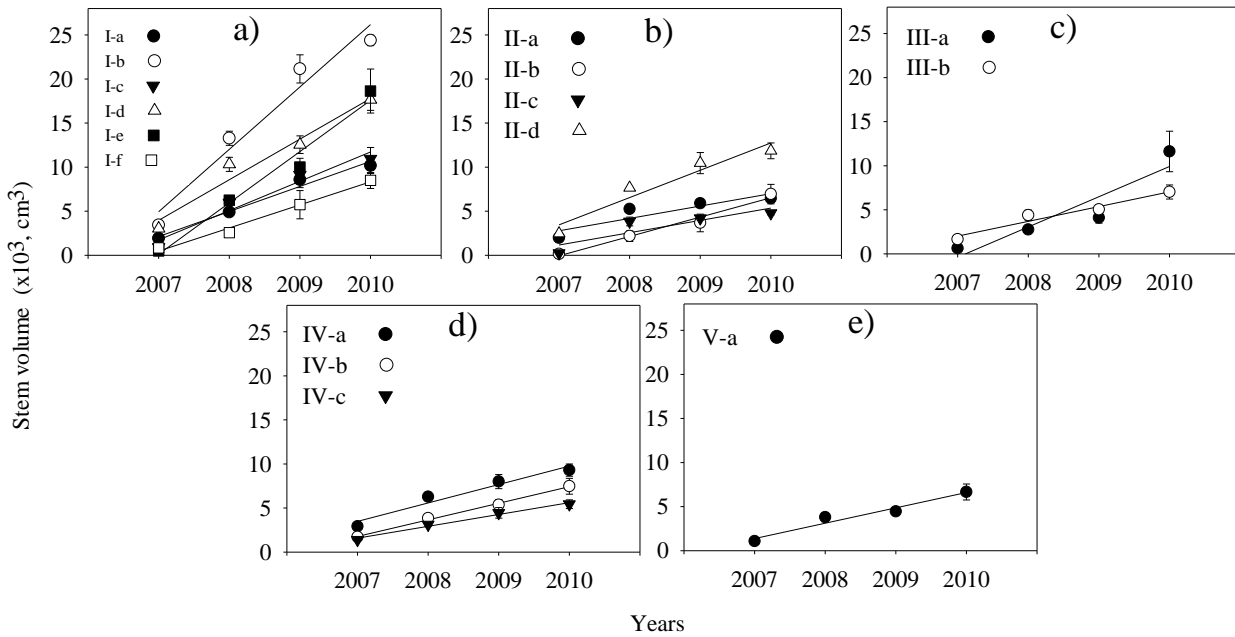 a)
I-a
I-b
I-c
I-d
I-e
I-f
25
20
15
10
5
0
2007 2008 2009 2010
b)
II-a
II-b
II-c
II-d
25
20
15
10
5
0
2007 2008 2009 2010
c)
III-a
III-b
25
20
15
10
5
0
2007 2008 2009 2010
Stem volume (x10³, cm³)
d)
IV-a
IV-b
IV-c
25
20
15
10
5
0
2007 2008 2009 2010
e)
V-a
25
20
15
10
5
0
2007 2008 2009 2010
Years